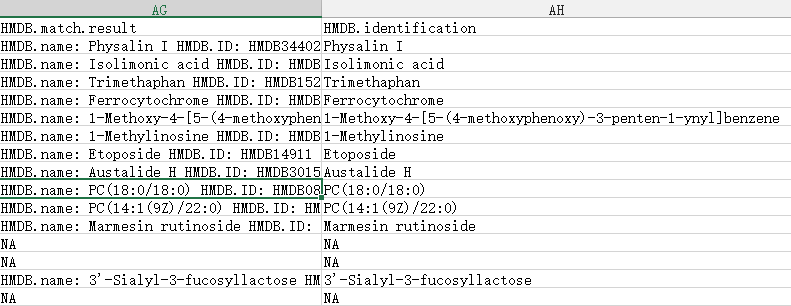 AG AH
HMDB.match.result HMDB.identification
HMDB.name: Physalin I HMDB.ID: HMDB34402 Physalin I
HMDB.name: Isolimonic acid HMDB.ID: HMDB Isolimonic acid
HMDB.name: Trimethaphan HMDB.ID: HMDB152 Trimethaphan
HMDB.name: Ferrocytochrome HMDB.ID: HMDB Ferrocytochrome
HMDB.name: 1-Methoxy-4-[5-(4-methoxyphen 1-Methoxy-4-[5-(4-methoxyphenoxy)-3-penten-1-ynyl]benzene
HMDB.name: 1-Methylinosine HMDB.ID: HMDB 1-Methylinosine
HMDB.name: Etoposide HMDB.ID: HMDB14911 Etoposide
HMDB.name: Austalide H HMDB.ID: HMDB3015 Austalide H
HMDB.name: PC(18:0/18:0) HMDB.ID: HMDB08 PC(18:0/18:0)
HMDB.name: PC(14:1(9Z)/22:0) HMDB.ID: HM PC(14:1(9Z)/22:0)
HMDB.name: Marmesin rutinoside HMDB.ID: Marmesin rutinoside
NA NA
NA NA
HMDB.name: 3'-Sialyl-3-fucosyllactose HM 3'-Sialyl-3-fucosyllactose
NA NA